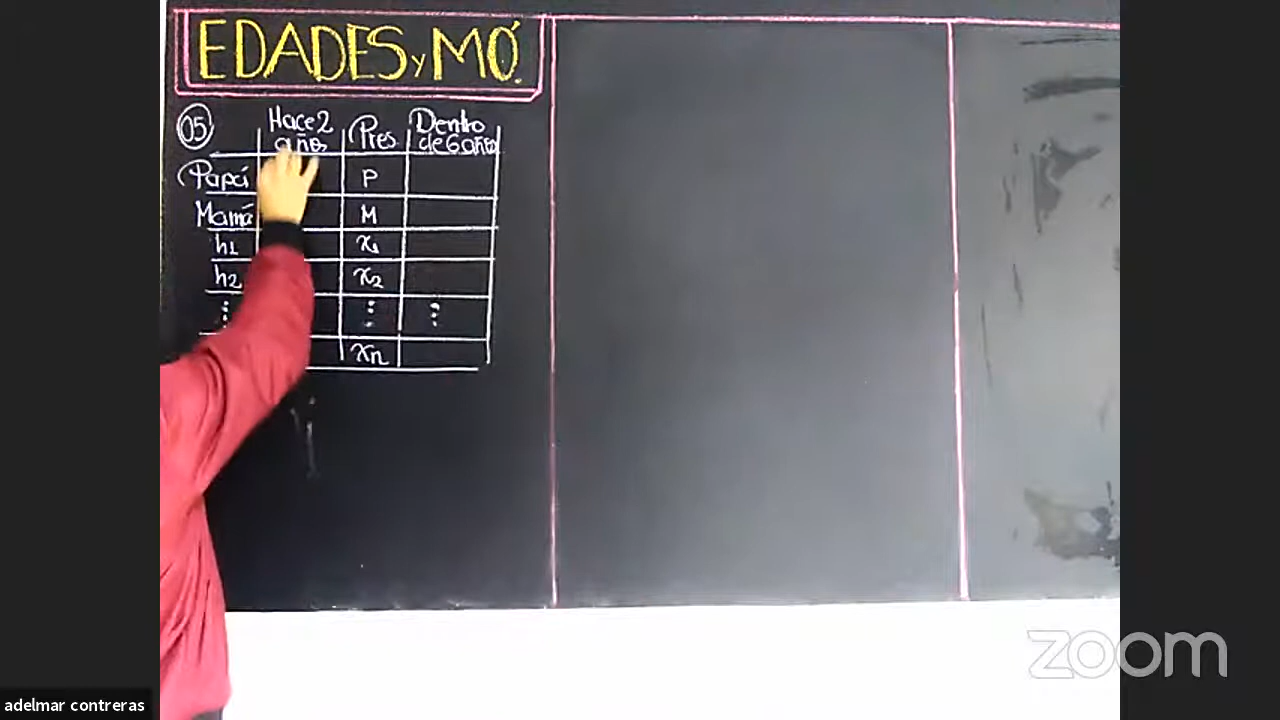 EDADES y MÓ.
05 Hace 2 años Pres. Dentro de 6 años
Papá P
Mamá M
h1 x1
h2 x2
xn
zoom
adelmar contreras